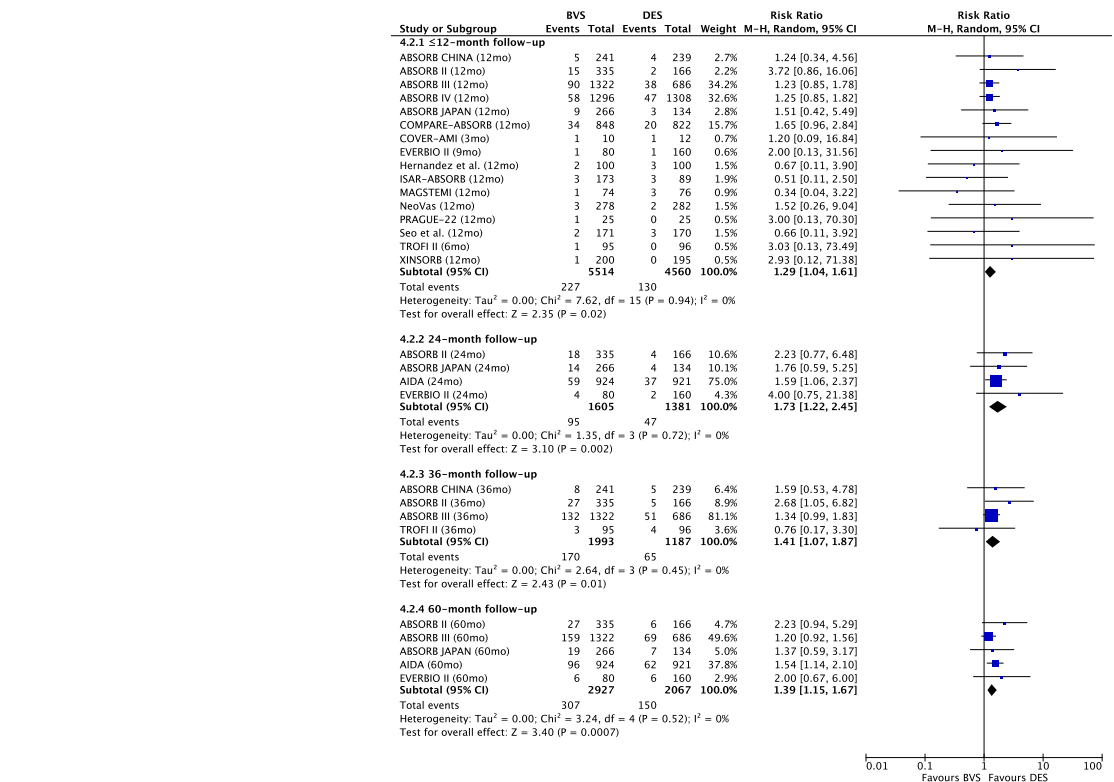 BVS DES Risk Ratio Risk Ratio
Study or Subgroup Events Total Events Total Weight M-H, Random, 95% CI M-H, Random, 95% CI
4.2.1 ≤12-month follow-up
ABSORB CHINA (12mo) 5 241 4 239 2.7% 1.24 [0.34, 4.56]
ABSORB II (12mo) 15 335 2 166 2.2% 3.72 [0.86, 16.06]
ABSORB III (12mo) 90 1322 38 686 34.2% 1.23 [0.85, 1.78]
ABSORB IV (12mo) 58 1296 47 1308 32.6% 1.25 [0.85, 1.82]
ABSORB JAPAN (12mo) 9 266 3 134 2.8% 1.51 [0.42, 5.49]
COMPARE-ABSORB (12mo) 34 848 20 822 15.7% 1.65 [0.96, 2.84]
COVER-AMI (3mo) 1 10 1 12 0.7% 1.20 [0.09, 16.84]
EVERBIO II (9mo) 1 80 1 160 0.6% 2.00 [0.13, 31.56]
Hernandez et al. (12mo) 2 100 3 100 1.5% 0.67 [0.11, 3.90]
ISAR-ABSORB (12mo) 3 173 3 89 1.9% 0.51 [0.11, 2.50]
MAGSTEMI (12mo) 1 74 3 76 0.9% 0.34 [0.04, 3.22]
NeoVas (12mo) 3 278 2 282 1.5% 1.52 [0.26, 9.04]
PRAGUE-22 (12mo) 1 25 0 25 0.5% 3.00 [0.13, 70.30]
Seo et al. (12mo) 2 171 3 170 1.5% 0.66 [0.11, 3.92]
TROFI II (6mo) 1 95 0 96 0.5% 3.03 [0.13, 73.49]
XINSORB (12mo) 1 200 0 195 0.5% 2.93 [0.12, 71.38]
Subtotal (95% CI) 5514 4560 100.0% 1.29 [1.04, 1.61]
Total events 227 130
Heterogeneity: Tau² = 0.00; Chi² = 7.62, df = 15 (P = 0.94); I² = 0%
Test for overall effect: Z = 2.35 (P = 0.02)
4.2.2 24-month follow-up
ABSORB II (24mo) 18 335 4 166 10.6% 2.23 [0.77, 6.48]
ABSORB JAPAN (24mo) 14 266 4 134 10.1% 1.76 [0.59, 5.25]
AIDA (24mo) 59 924 37 921 75.0% 1.59 [1.06, 2.37]
EVERBIO II (24mo) 4 80 2 160 4.3% 4.00 [0.75, 21.38]
Subtotal (95% CI) 1605 1381 100.0% 1.73 [1.22, 2.45]
Total events 95 47
Heterogeneity: Tau² = 0.00; Chi² = 1.35, df = 3 (P = 0.72); I² = 0%
Test for overall effect: Z = 3.10 (P = 0.002)
4.2.3 36-month follow-up
ABSORB CHINA (36mo) 8 241 5 239 6.4% 1.59 [0.53, 4.78]
ABSORB II (36mo) 27 335 5 166 8.9% 2.68 [1.05, 6.82]
ABSORB III (36mo) 132 1322 51 686 81.1% 1.34 [0.99, 1.83]
TROFI II (36mo) 3 95 4 96 3.6% 0.76 [0.17, 3.30]
Subtotal (95% CI) 1993 1187 100.0% 1.41 [1.07, 1.87]
Total events 170 65
Heterogeneity: Tau² = 0.00; Chi² = 2.64, df = 3 (P = 0.45); I² = 0%
Test for overall effect: Z = 2.43 (P = 0.01)
4.2.4 60-month follow-up
ABSORB II (60mo) 27 335 6 166 4.7% 2.23 [0.94, 5.29]
ABSORB III (60mo) 159 1322 69 686 49.6% 1.20 [0.92, 1.56]
ABSORB JAPAN (60mo) 19 266 7 134 5.0% 1.37 [0.59, 3.17]
AIDA (60mo) 96 924 62 921 37.8% 1.54 [1.14, 2.10]
EVERBIO II (60mo) 6 80 6 160 2.9% 2.00 [0.67, 6.00]
Subtotal (95% CI) 2927 2067 100.0% 1.39 [1.15, 1.67]
Total events 307 150
Heterogeneity: Tau² = 0.00; Chi² = 3.24, df = 4 (P = 0.52); I² = 0%
Test for overall effect: Z = 3.40 (P = 0.0007)
0.01 0.1 1 10 100
Favours BVS Favours DES